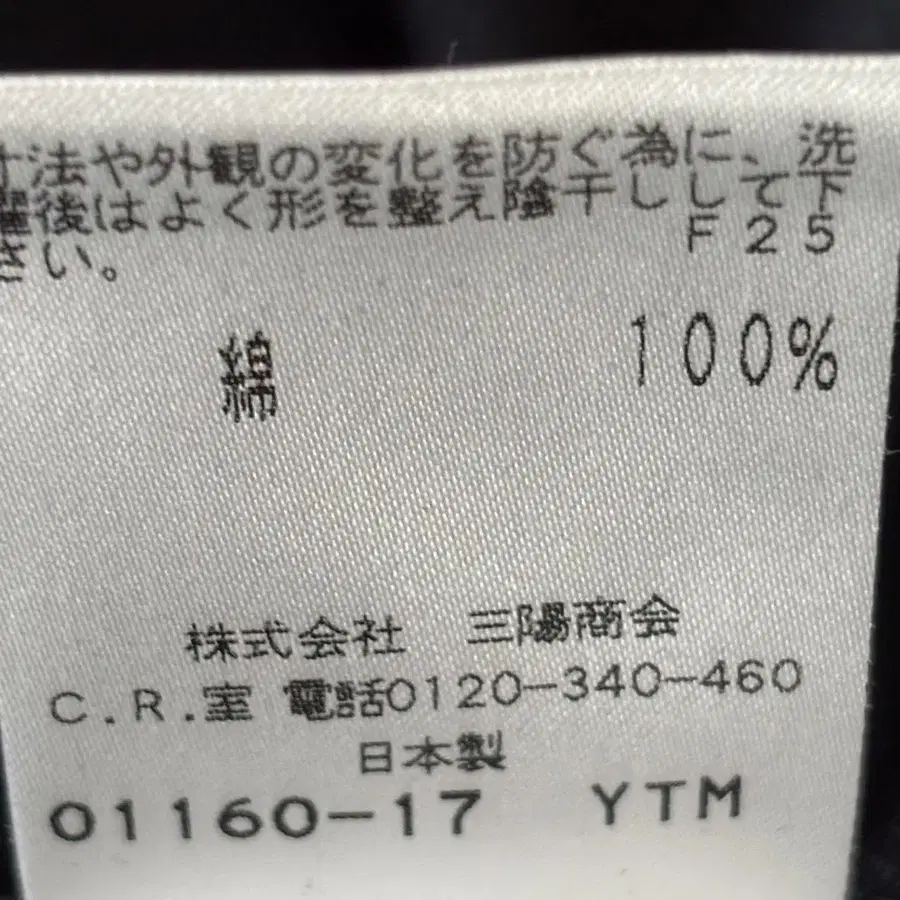 寸法や外観の変化を防ぐ為に、洗
濯後はよく形を整え陰干しして下
さい。 F25
綿 100%
株式会社 三陽商会
C.R.室 電話0120-340-460
日本製
01160-17 YTM